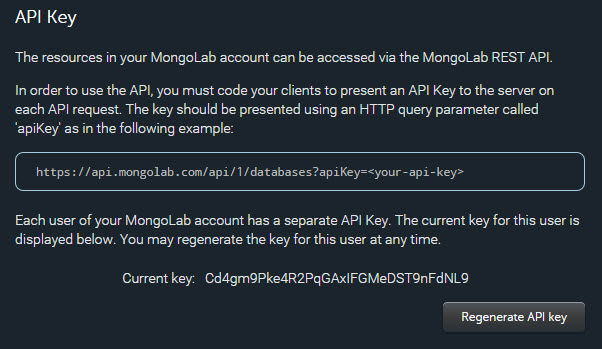 API Key
The resources in your MongoLab account can be accessed via the MongoLab REST API.
In order to use the API, you must code your clients to present an API Key to the server on
each API request. The key should be presented using an HTTP query parameter called
'apiKey' as in the following example:
https://api.mongolab.com/api/1/databases?apiKey=<your-api-key>
Each user of your MongoLab account has a separate API Key. The current key for this user is
displayed below. You may regenerate the key for this user at any time.
Current key: Cd4gm9Pke4R2PqGAxIFGMeDST9nFdNL9
Regenerate API key